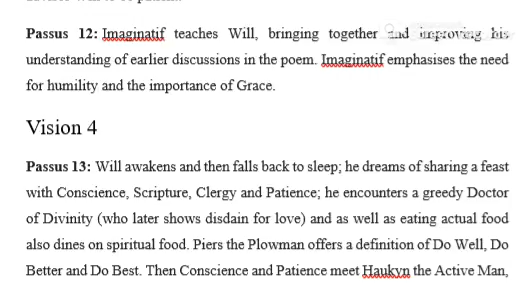 Passus 12: Imaginatif teaches Will, bringing together and improving his
understanding of earlier discussions in the poem. Imaginatif emphasises the need
for humility and the importance of Grace.
Vision 4
Passus 13: Will awakens and then falls back to sleep; he dreams of sharing a feast
with Conscience, Scripture, Clergy and Patience; he encounters a greedy Doctor
of Divinity (who later shows disdain for love) and as well as eating actual food
also dines on spiritual food. Piers the Plowman offers a definition of Do Well, Do
Better and Do Best. Then Conscience and Patience meet Haukyn the Active Man,